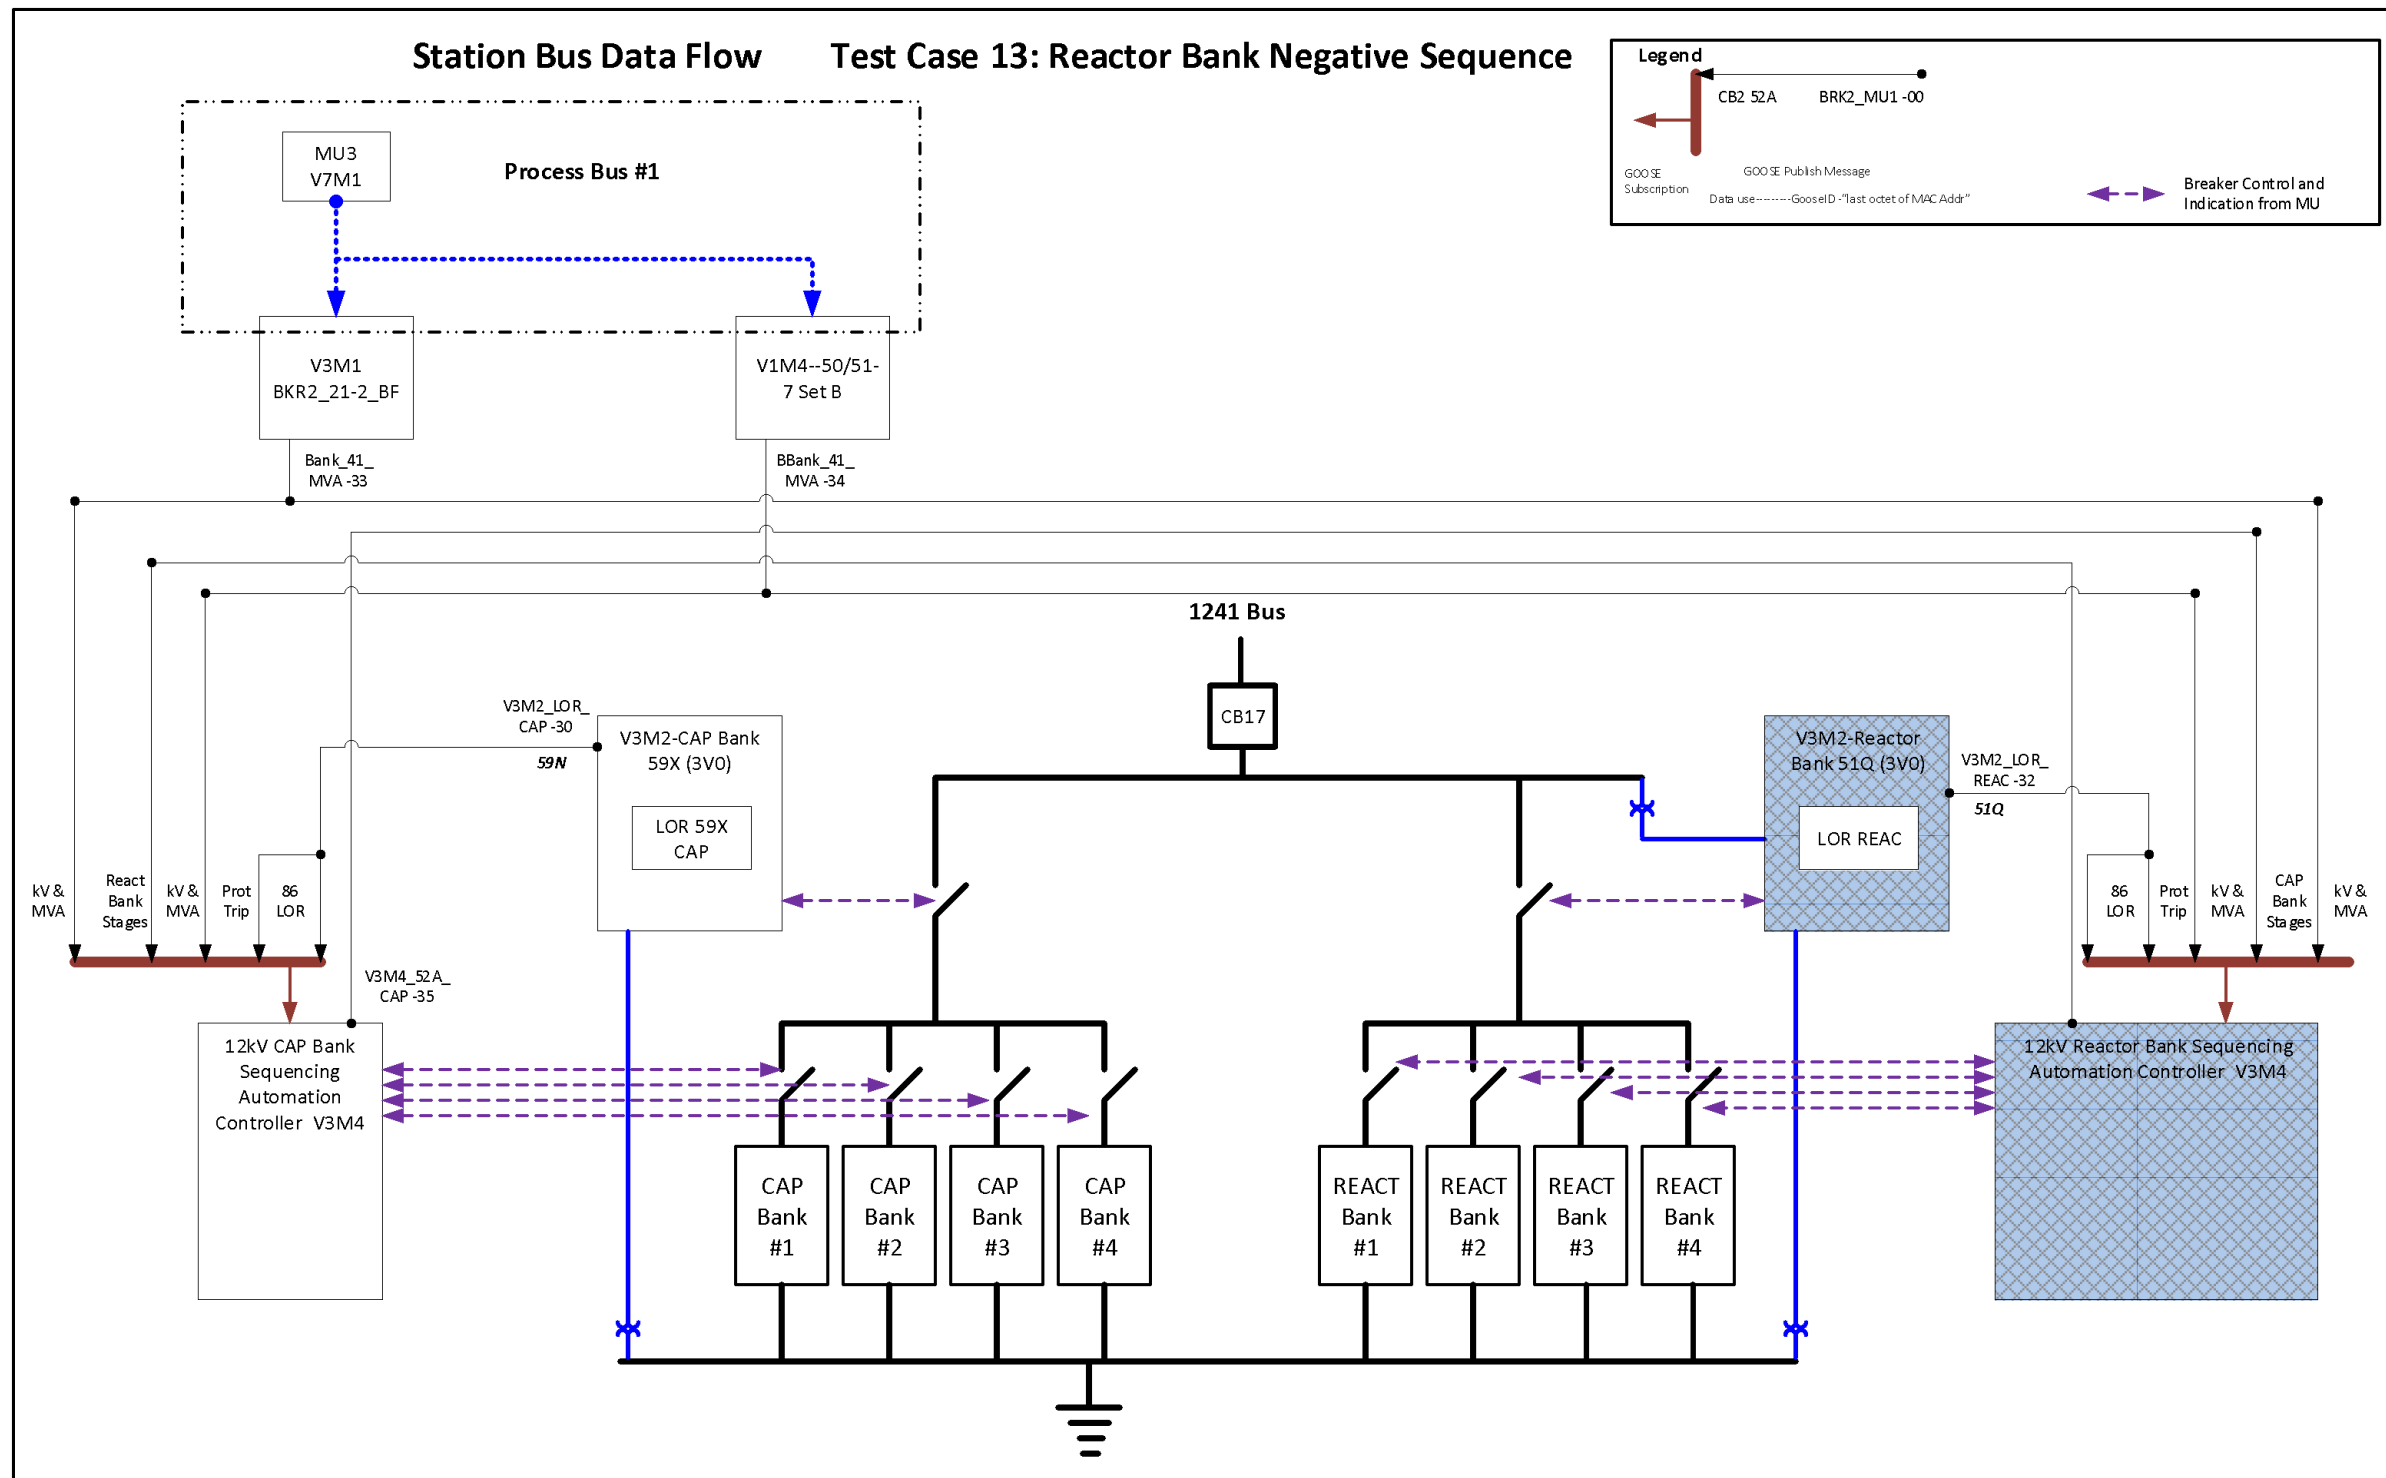 Station Bus Data Flow
Test Case 13: Reactor Bank Negative Sequence
Legend
CB2 52A
BRK2_MU1 -00
GOOSE
Subscription
GOOSE Publish Message
Data use---------GooseID -"last octet of MAC Addr"
Breaker Control and
Indication from MU
MU3
V7M1
Process Bus #1
V3M1
BKR2_21-2_BF
V1M4--50/51-
7 Set B
Bank_41_
MVA -33
BBank_41_
MVA -34
1241 Bus
CB17
V3M2_LOR_
CAP -30
59N
V3M2-CAP Bank
59X (3V0)
LOR 59X
CAP
V3M2-Reactor
Bank 51Q (3V0)
LOR REAC
V3M2_LOR_
REAC -32
51Q
kV &
MVA
React
Bank
Stages
kV &
MVA
Prot
Trip
86
LOR
86
LOR
Prot
Trip
kV &
MVA
CAP
Bank
Stages
kV &
MVA
V3M4_52A_
CAP -35
12kV CAP Bank
Sequencing
Automation
Controller V3M4
12kV Reactor Bank Sequencing
Automation Controller V3M4
CAP
Bank
#1
CAP
Bank
#2
CAP
Bank
#3
CAP
Bank
#4
REACT
Bank
#1
REACT
Bank
#2
REACT
Bank
#3
REACT
Bank
#4